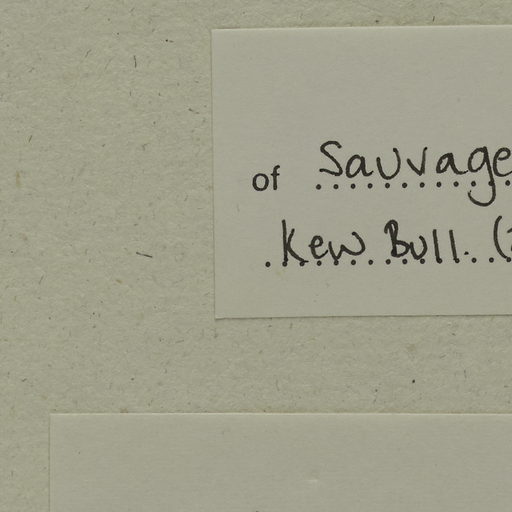 of Sauvage
Kew Bull. (